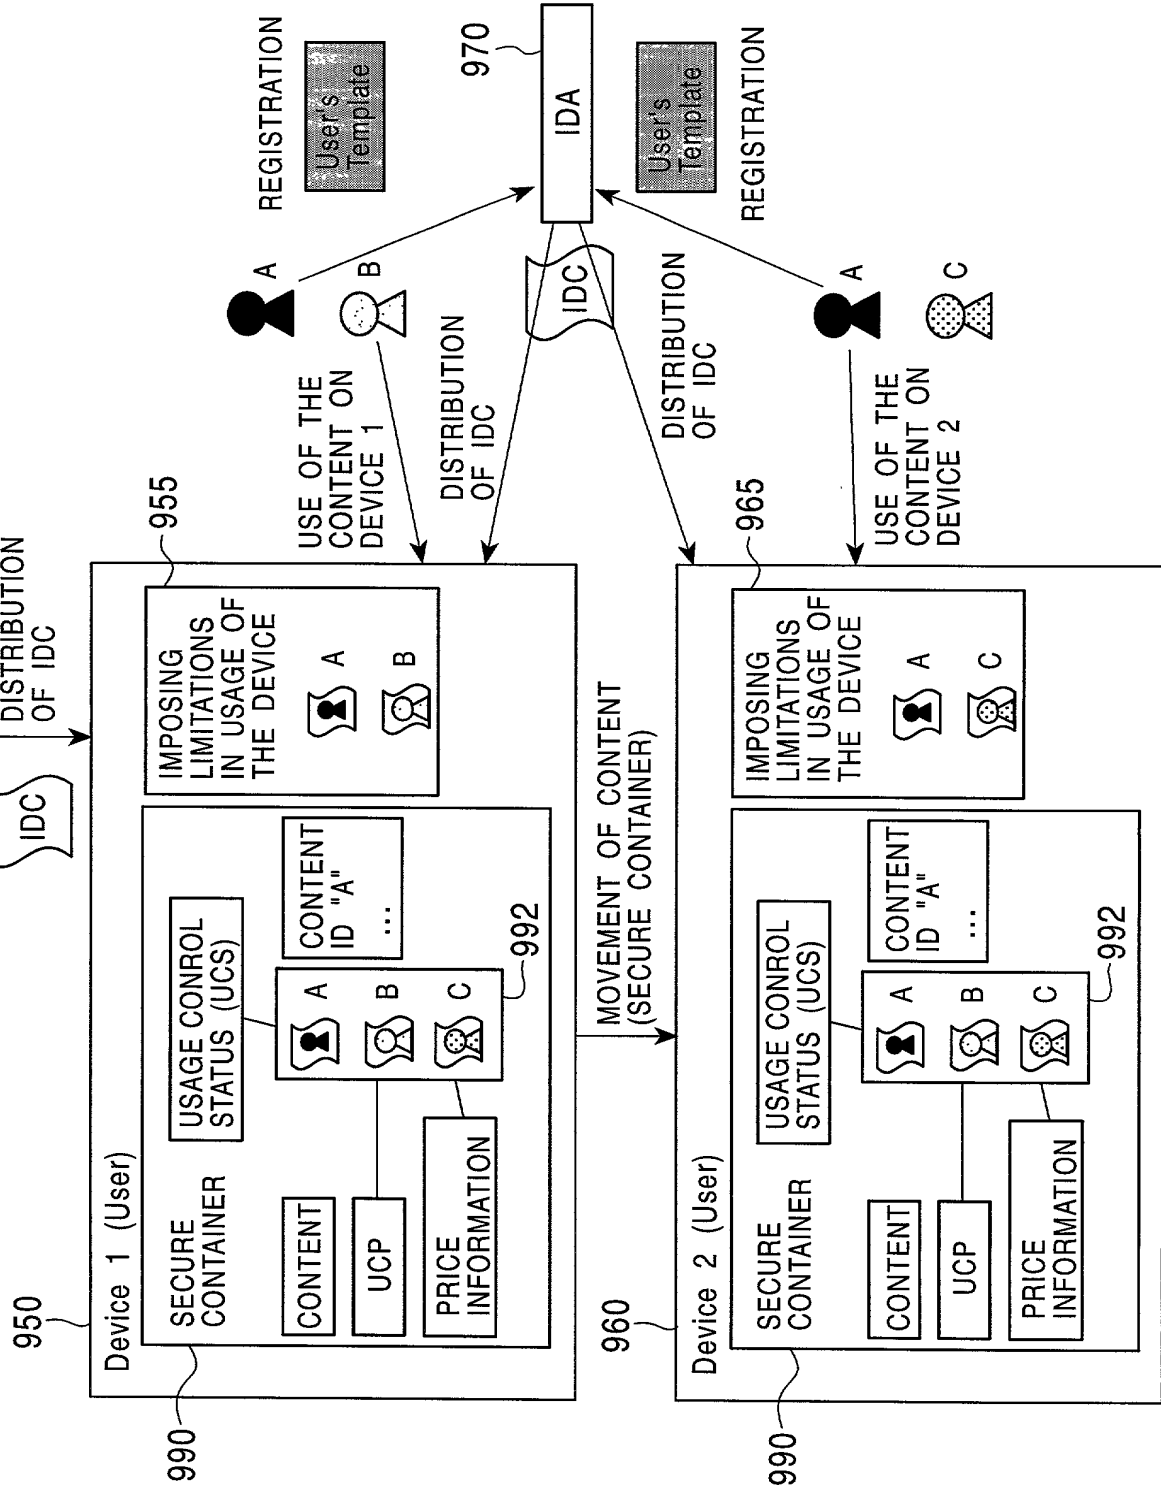 DISTRIBUTION
OF IDC
IDC
950
Device 1 (User)
990
SECURE
CONTAINER
USAGE CONROL
STATUS (UCS)
CONTENT
UCP
PRICE
INFORMATION
A
B
C
992
CONTENT
ID "A"
...
955
IMPOSING
LIMITATIONS
IN USAGE OF
THE DEVICE
A
B
USE OF THE
CONTENT ON
DEVICE 1
DISTRIBUTION
OF IDC
A
B
REGISTRATION
User's
Template
970
IDA
IDC
MOVEMENT OF CONTENT
(SECURE CONTAINER)
960
Device 2 (User)
990
SECURE
CONTAINER
USAGE CONROL
STATUS (UCS)
CONTENT
UCP
PRICE
INFORMATION
A
B
C
992
CONTENT
ID "A"
...
965
IMPOSING
LIMITATIONS
IN USAGE OF
THE DEVICE
A
C
DISTRIBUTION
OF IDC
USE OF THE
CONTENT ON
DEVICE 2
A
C
User's
Template
REGISTRATION